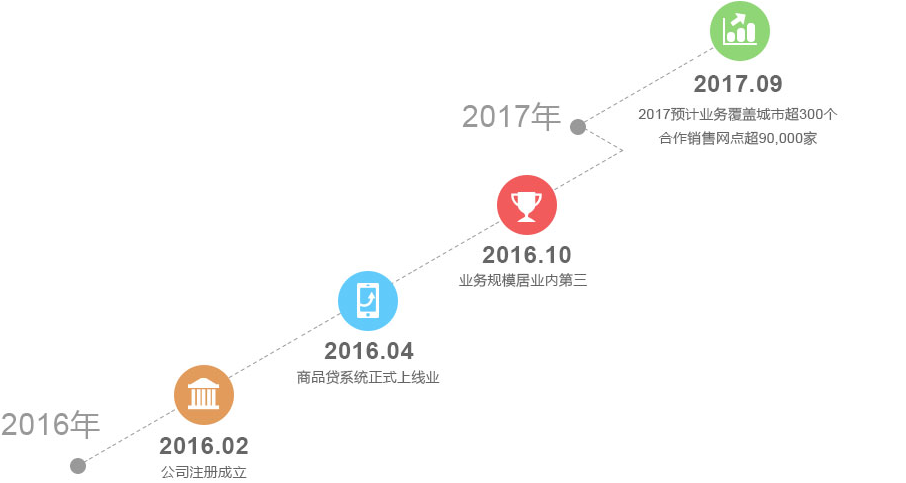 2017.09
2017预计业务覆盖城市超300个
合作销售网点超90,000家
2017年
2016.10
业务规模居业内第三
2016.04
商品贷系统正式上线业
2016年
2016.02
公司注册成立